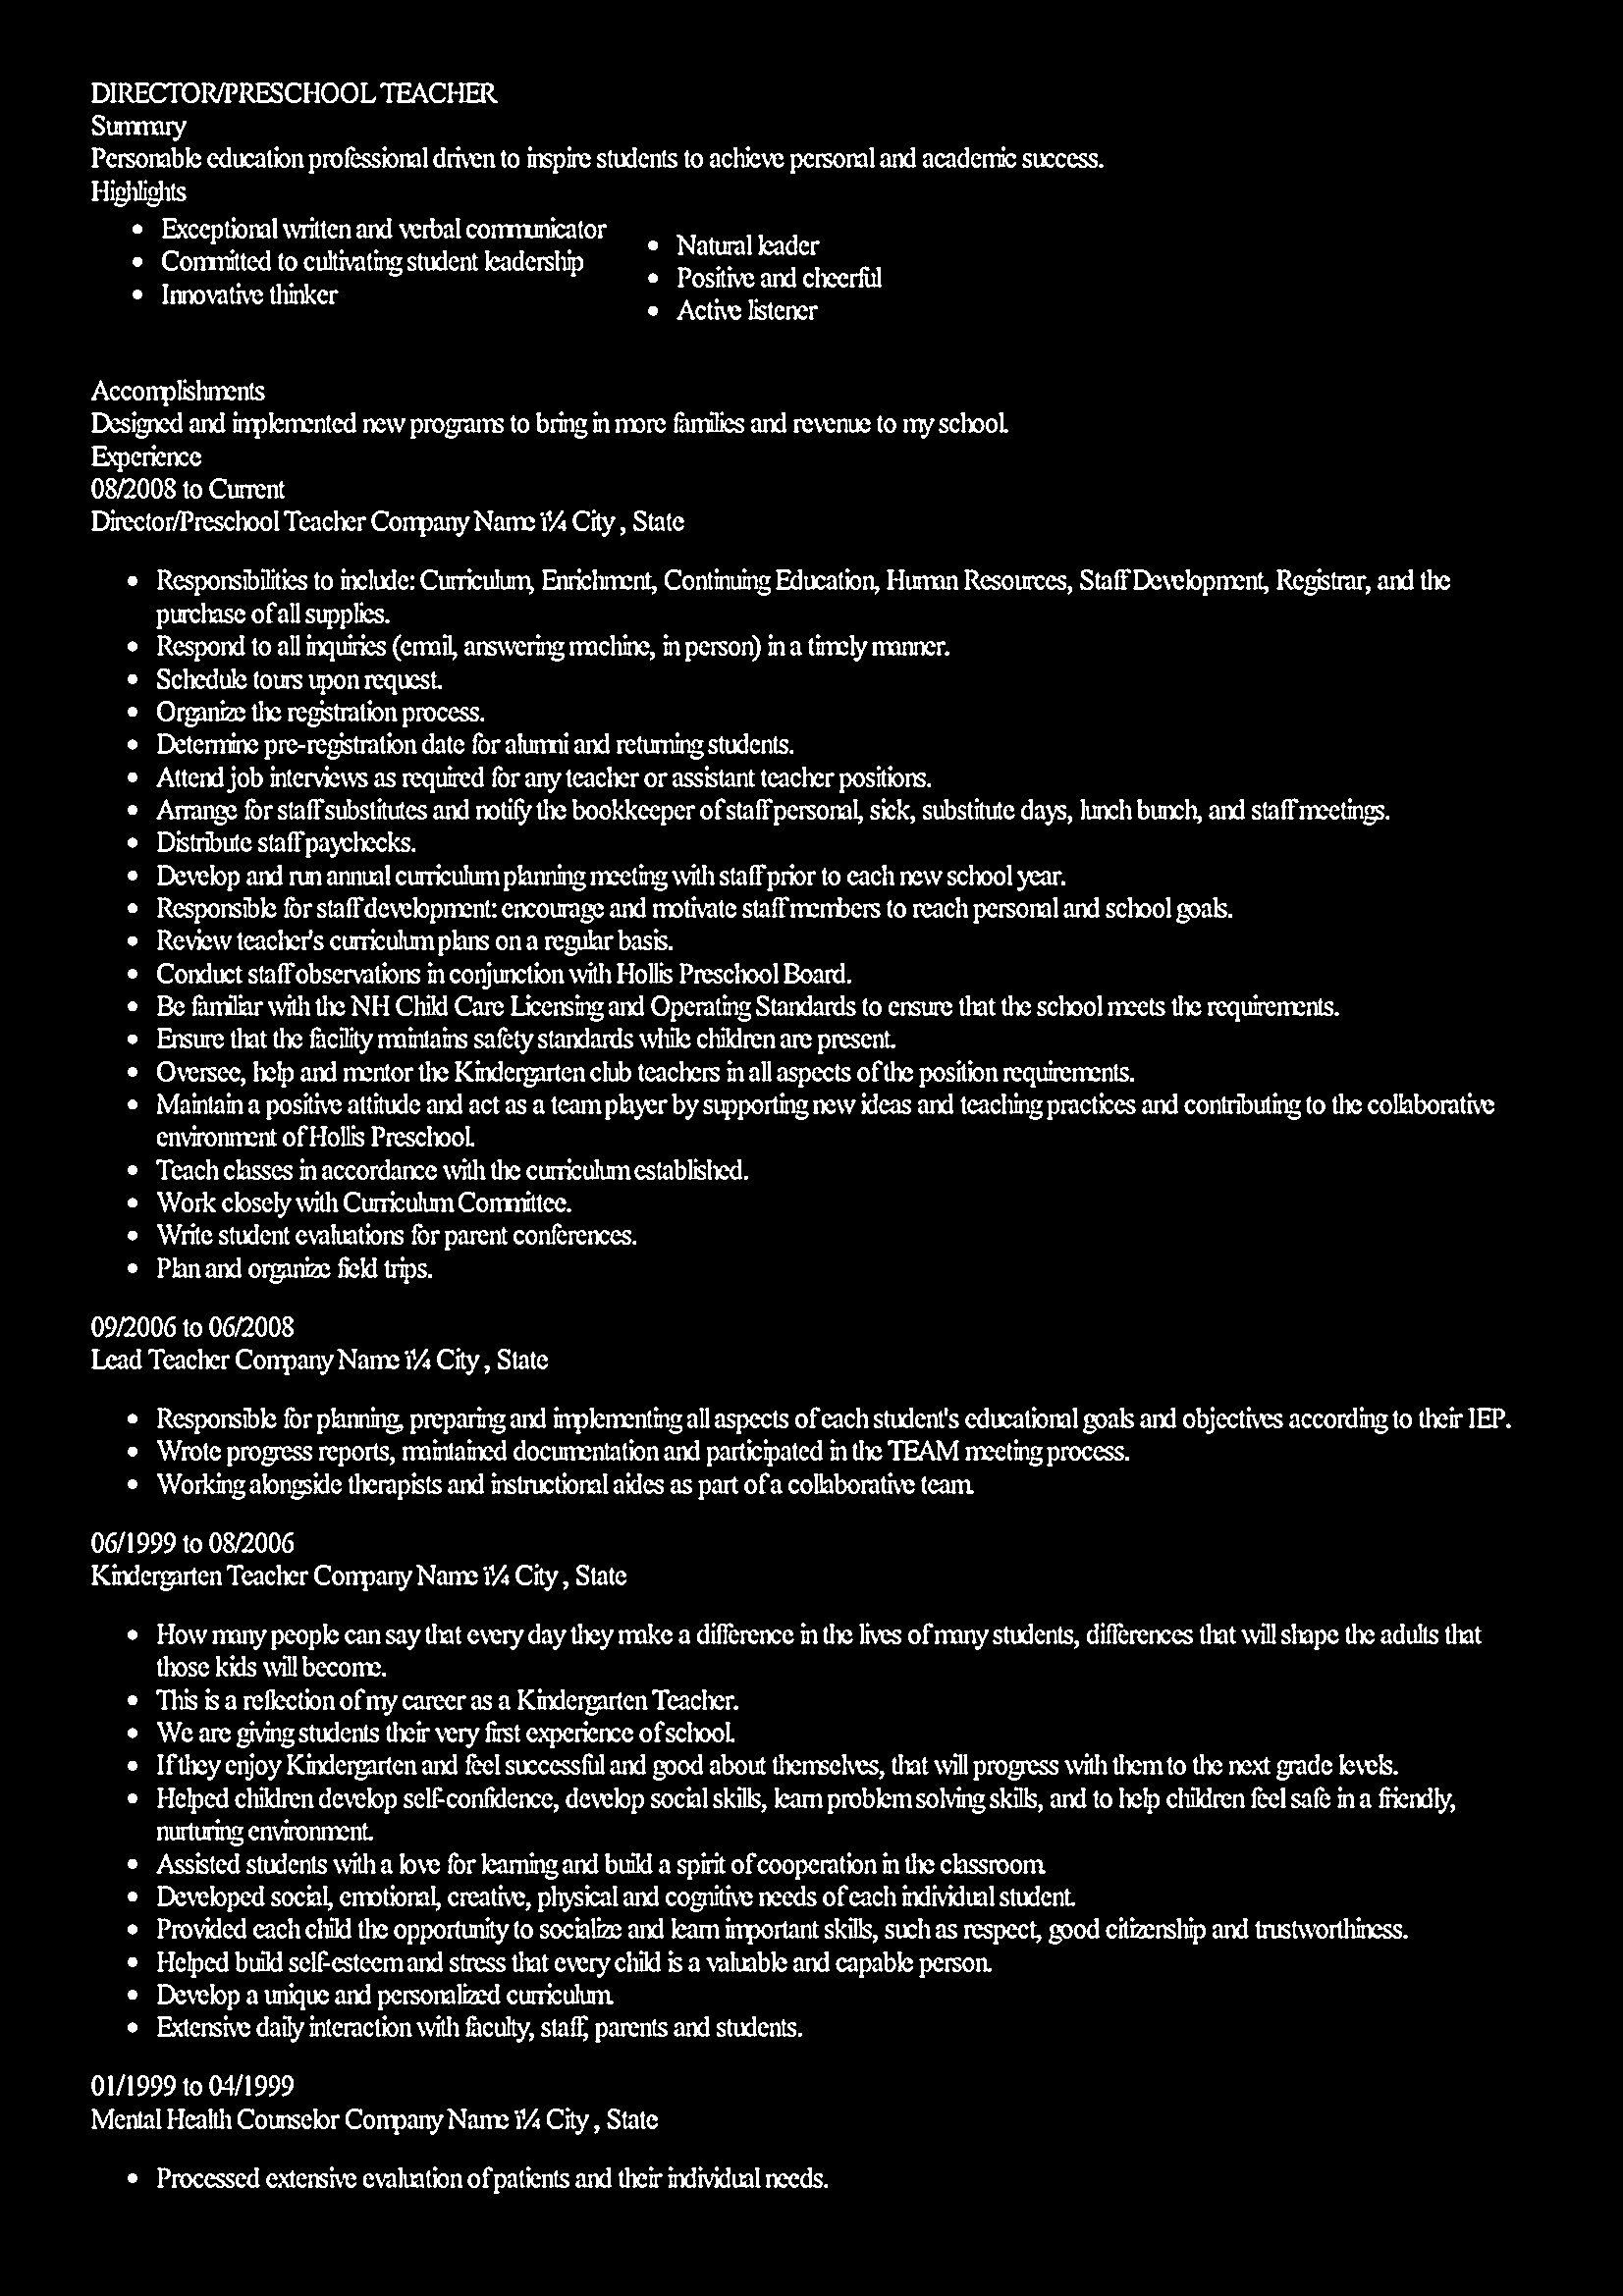 DIRECTOR/PRESCHOOL TEACHER
Summary
Personable education professional driven to inspire students to achieve personal and academic success.
Highlights
• Exceptional written and verbal communicator
• Committed to cultivating student leadership
• Innovative thinker
• Natural leader
• Positive and cheerful
• Active listener
Accomplishments
Designed and implemented new programs to bring in more families and revenue to my school.
Experience
08/2008 to Current
Director/Preschool Teacher Company Name ï¼ City , State
• Responsibilities to include: Curriculum, Enrichment, Continuing Education, Human Resources, Staff Development, Registrar, and the
purchase of all supplies.
• Respond to all inquiries (email, answering machine, in person) in a timely manner.
• Schedule tours upon request.
• Organize the registration process.
• Determine pre-registration date for alumni and returning students.
• Attend job interviews as required for any teacher or assistant teacher positions.
• Arrange for staff substitutes and notify the bookkeeper of staff personal, sick, substitute days, lunch bunch, and staff meetings.
• Distribute staff paychecks.
• Develop and run annual curriculum planning meeting with staff prior to each new school year.
• Responsible for staff development: encourage and motivate staff members to reach personal and school goals.
• Review teacher's curriculum plans on a regular basis.
• Conduct staff observations in conjunction with Hollis Preschool Board.
• Be familiar with the NH Child Care Licensing and Operating Standards to ensure that the school meets the requirements.
• Ensure that the facility maintains safety standards while children are present.
• Oversee, help and mentor the Kindergarten club teachers in all aspects of the position requirements.
• Maintain a positive attitude and act as a team player by supporting new ideas and teaching practices and contributing to the collaborative
environment of Hollis Preschool.
• Teach classes in accordance with the curriculum established.
• Work closely with Curriculum Committee.
• Write student evaluations for parent conferences.
• Plan and organize field trips.
09/2006 to 06/2008
Lead Teacher Company Name ï¼ City , State
• Responsible for planning, preparing and implementing all aspects of each student's educational goals and objectives according to their IEP.
• Wrote progress reports, maintained documentation and participated in the TEAM meeting process.
• Working alongside therapists and instructional aides as part of a collaborative team.
06/1999 to 08/2006
Kindergarten Teacher Company Name ï¼ City , State
• How many people can say that every day they make a difference in the lives of many students, differences that will shape the adults that
those kids will become.
• This is a reflection of my career as a Kindergarten Teacher.
• We are giving students their very first experience of school.
• If they enjoy Kindergarten and feel successful and good about themselves, that will progress with them to the next grade levels.
• Helped children develop self-confidence, develop social skills, learn problem solving skills, and to help children feel safe in a friendly,
nurturing environment.
• Assisted students with a love for learning and build a spirit of cooperation in the classroom.
• Developed social, emotional, creative, physical and cognitive needs of each individual student.
• Provided each child the opportunity to socialize and learn important skills, such as respect, good citizenship and trustworthiness.
• Helped build self-esteem and stress that every child is a valuable and capable person.
• Develop a unique and personalized curriculum.
• Extensive daily interaction with faculty, staff, parents and students.
01/1999 to 04/1999
Mental Health Counselor Company Name ï¼ City , State
• Processed extensive evaluation of patients and their individual needs.